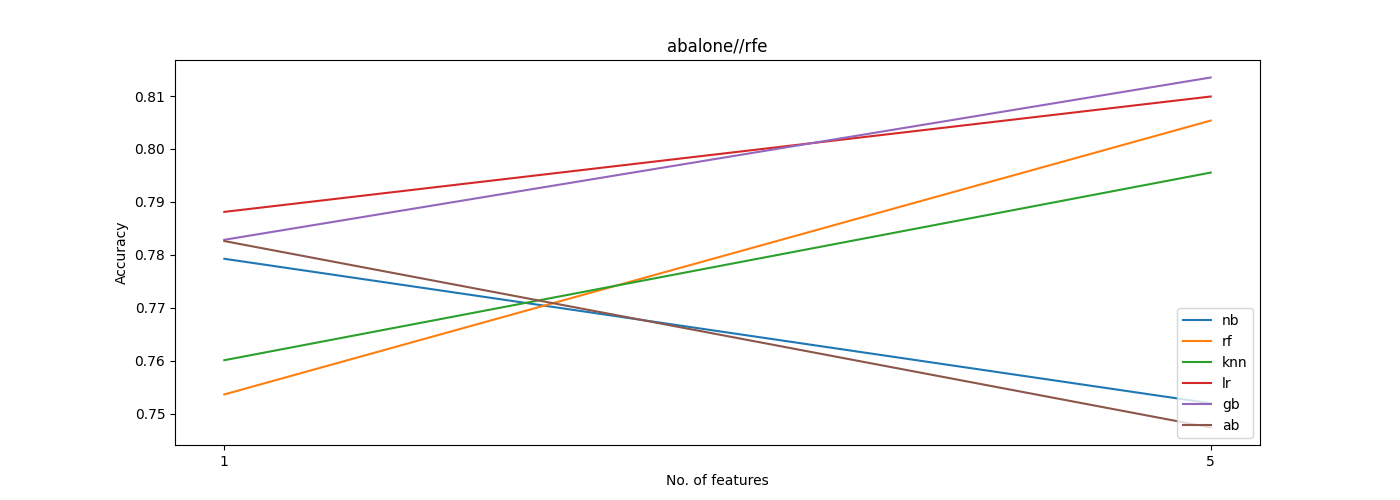 abalone//rfe
Accuracy
0.81
0.80
0.79
0.78
0.77
0.76
0.75
1
5
No. of features
nb
rf
knn
lr
gb
ab